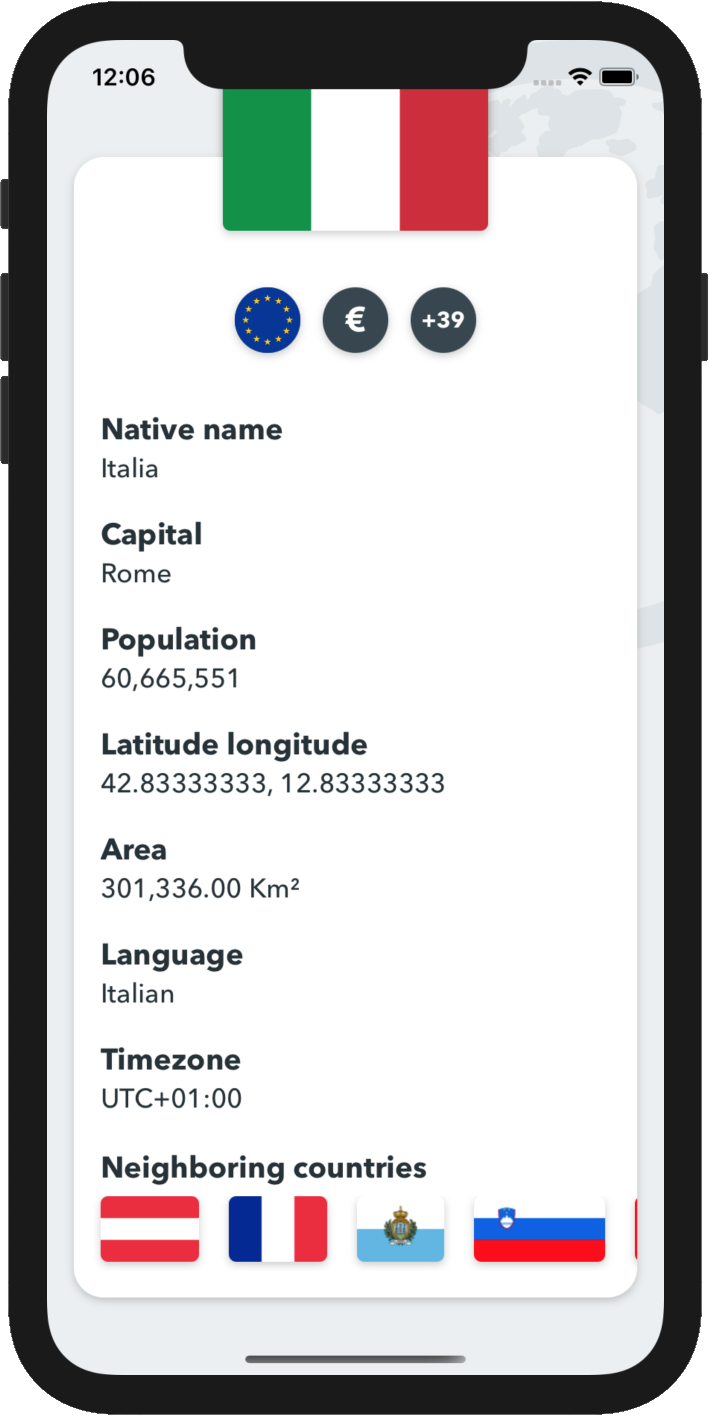 12:06
€
+39
Native name
Italia
Capital
Rome
Population
60,665,551
Latitude longitude
42.83333333, 12.83333333
Area
301,336.00 Km²
Language
Italian
Timezone
UTC+01:00
Neighboring countries